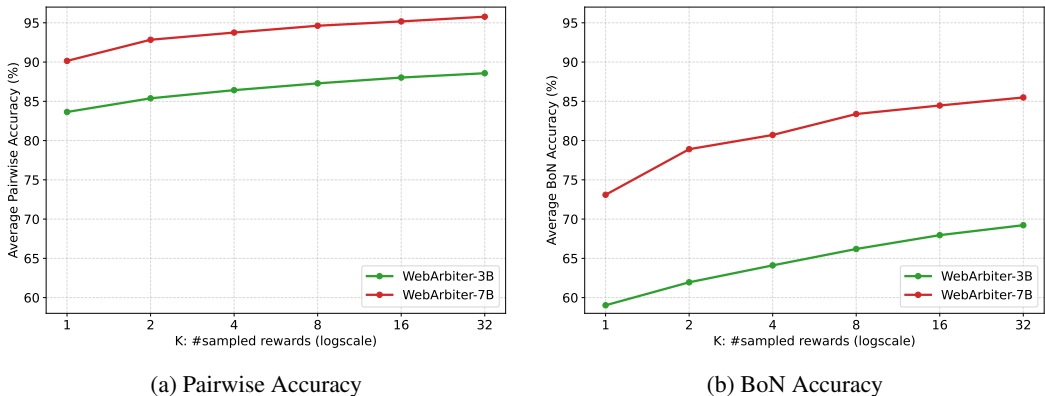 95
90
85
80
75
70
65
60
Average Pairwise Accuracy (%)
WebArbiter-3B
WebArbiter-7B
1 2 4 8 16 32
K: #sampled rewards (logscale)
(a) Pairwise Accuracy
95
90
85
80
75
70
65
60
Average BoN Accuracy (%)
WebArbiter-3B
WebArbiter-7B
1 2 4 8 16 32
K: #sampled rewards (logscale)
(b) BoN Accuracy